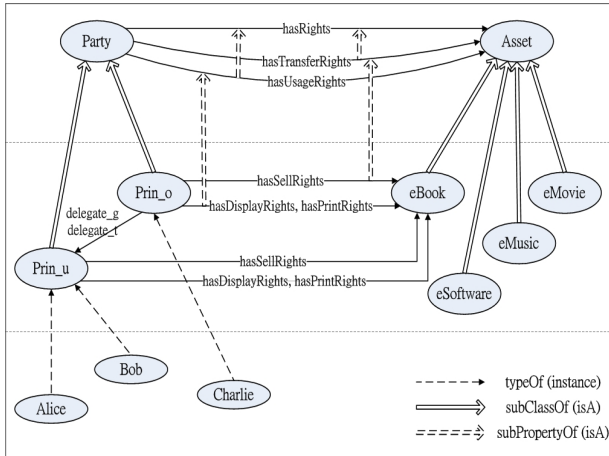 hasRights
Party
Asset
hasTransferRights
hasUsageRights
Prin_o
hasSellRights
eBook
eMovie
hasDisplayRights, hasPrintRights
delegate_g
delegate_t
eMusic
Prin_u
hasSellRights
hasDisplayRights, hasPrintRights
eSoftware
Bob
Charlie
Alice
typeOf (instance)
subClassOf (isA)
subPropertyOf (isA)